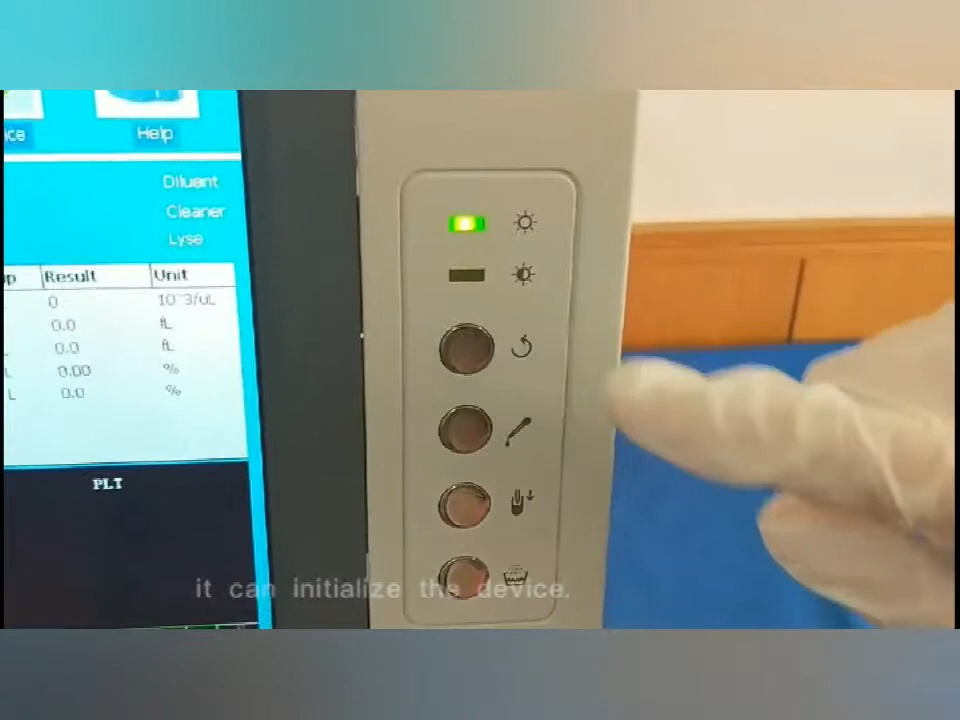 Help
Diluent
Cleaner
Lyse
Result Unit
0 10^3/uL
0.0 fL
0.0 fL
0.00 %
L 0.0 %
PLT
it can initialize the device.